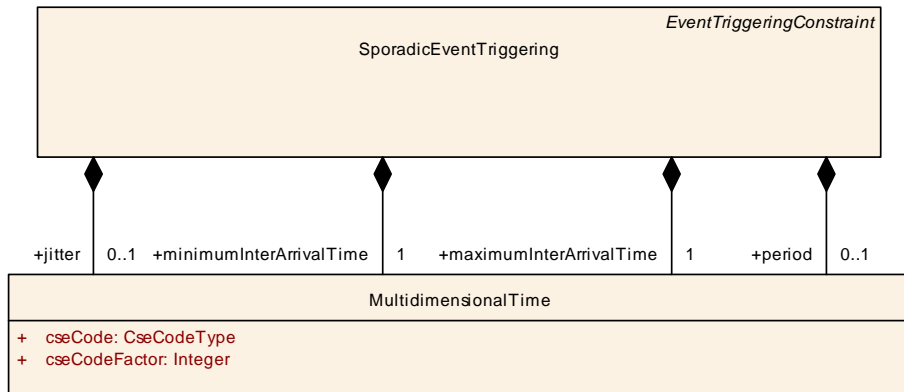 EventTriggeringConstraint
SporadicEventTriggering
+jitter 0..1 +minimumInterArrivalTime 1 +maximumInterArrivalTime 1 +period 0..1
MultidimensionalTime
+ cseCode: CseCodeType
+ cseCodeFactor: Integer